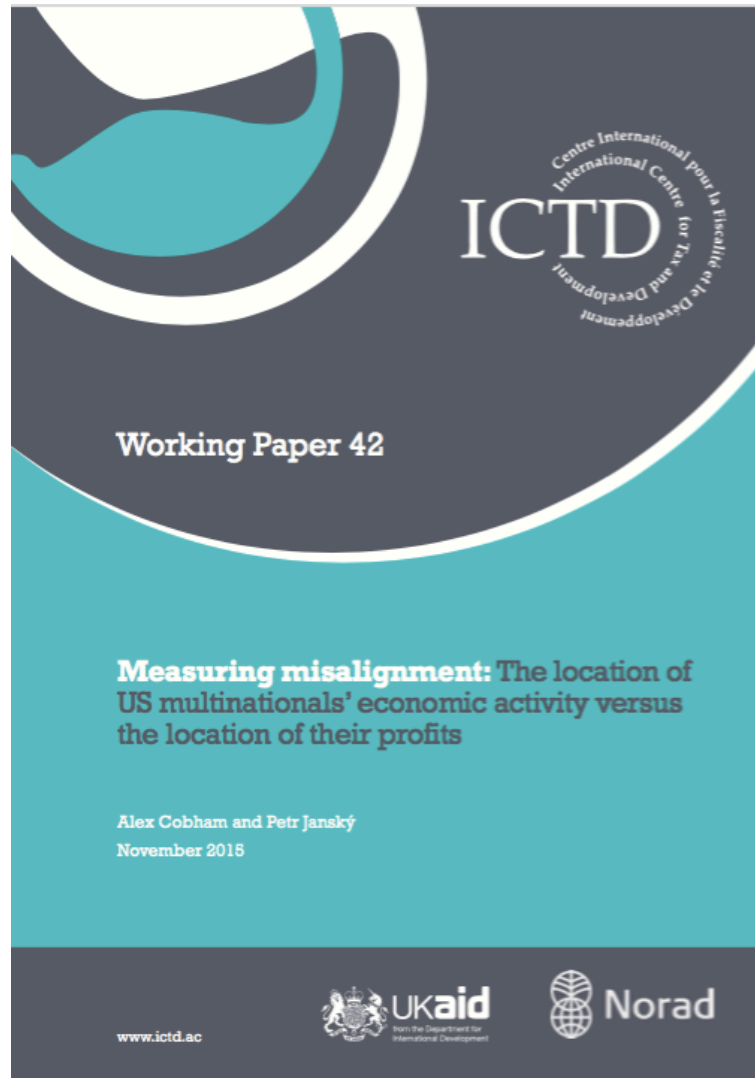 Centre International pour la Fiscalité et le Développement
International Centre for Tax and Development
ICTD
Working Paper 42
Measuring misalignment: The location of
US multinationals' economic activity versus
the location of their profits
Alex Cobham and Petr Janský
November 2015
www.ictd.ac
UKaid
from the Department for
International Development
Norad